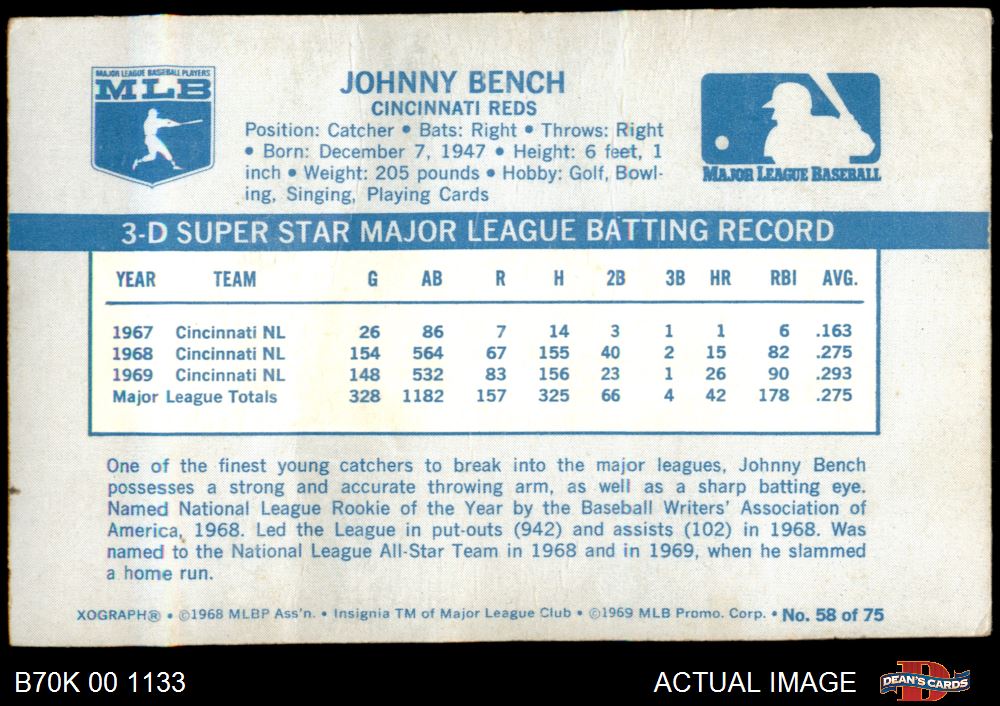 MAJOR LEAGUE BASEBALL PLAYERS
MLB
JOHNNY BENCH
CINCINNATI REDS
Position: Catcher • Bats: Right • Throws: Right
• Born: December 7, 1947 • Height: 6 feet, 1
inch • Weight: 205 pounds • Hobby: Golf, Bowl-
ing, Singing, Playing Cards
MAJOR LEAGUE BASEBALL
3-D SUPER STAR MAJOR LEAGUE BATTING RECORD
YEAR TEAM G AB R H 2B 3B HR RBI AVG.
1967 Cincinnati NL 26 86 7 14 3 1 1 6 .163
1968 Cincinnati NL 154 564 67 155 40 2 15 82 .275
1969 Cincinnati NL 148 532 83 156 23 1 26 90 .293
Major League Totals 328 1182 157 325 66 4 42 178 .275
One of the finest young catchers to break into the major leagues, Johnny Bench
possesses a strong and accurate throwing arm, as well as a sharp batting eye.
Named National League Rookie of the Year by the Baseball Writers' Association of
America, 1968. Led the League in put-outs (942) and assists (102) in 1968. Was
named to the National League All-Star Team in 1968 and in 1969, when he slammed
a home run.
XOGRAPH® • ©1968 MLBP Ass'n. • Insignia TM of Major League Club • ©1969 MLB Promo. Corp. • No. 58 of 75
B70K 00 1133
ACTUAL IMAGE
D
DEAN'S CARDS